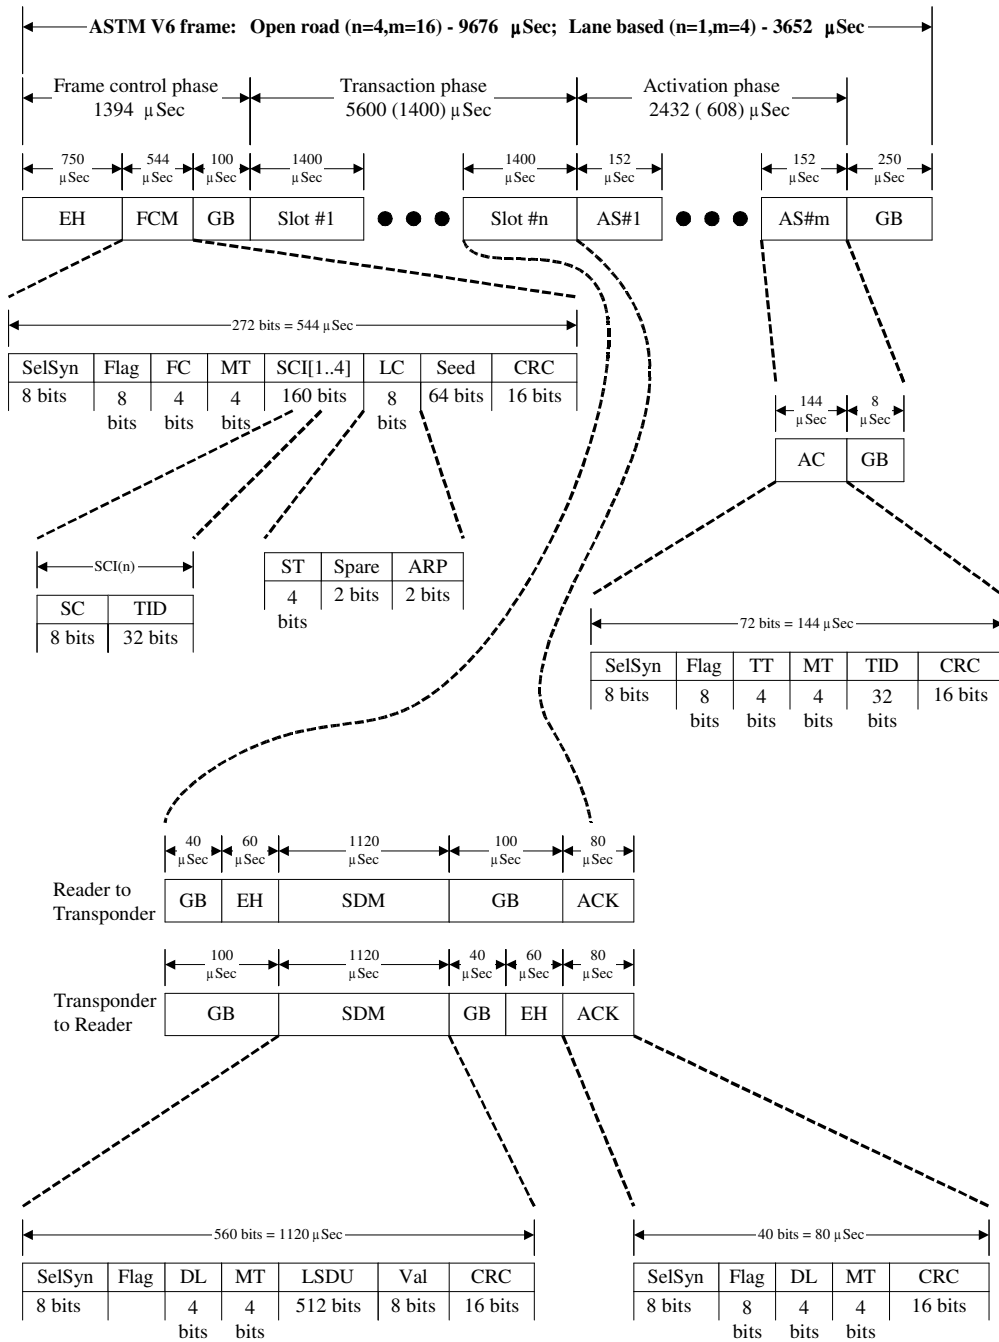 ASTM V6 frame: Open road (n=4,m=16) - 9676 µSec; Lane based (n=1,m=4) - 3652 µSec
Frame control phase
1394 µSec
Transaction phase
5600 (1400) µSec
Activation phase
2432 ( 608) µSec
750 µSec
544 µSec
100 µSec
1400 µSec
1400 µSec
152 µSec
152 µSec
250 µSec
EH FCM GB Slot #1 Slot #n AS#1 AS#m GB
272 bits = 544 µSec
SelSyn Flag FC MT SCI[1..4] LC Seed CRC
8 bits 8 bits 4 bits 4 bits 160 bits 8 bits 64 bits 16 bits
144 µSec
8 µSec
AC GB
SCI(n)
SC TID
8 bits 32 bits
ST Spare ARP
4 bits 2 bits 2 bits
72 bits = 144 µSec
SelSyn Flag TT MT TID CRC
8 bits 8 bits 4 bits 4 bits 32 bits 16 bits
40 µSec
60 µSec
1120 µSec
100 µSec
80 µSec
Reader to
Transponder
GB EH SDM GB ACK
100 µSec
1120 µSec
40 µSec
60 µSec
80 µSec
Transponder
to Reader
GB SDM GB EH ACK
560 bits = 1120 µSec
SelSyn Flag DL MT LSDU Val CRC
8 bits 4 bits 4 bits 512 bits 8 bits 16 bits
40 bits = 80 µSec
SelSyn Flag DL MT CRC
8 bits 8 bits 4 bits 4 bits 16 bits